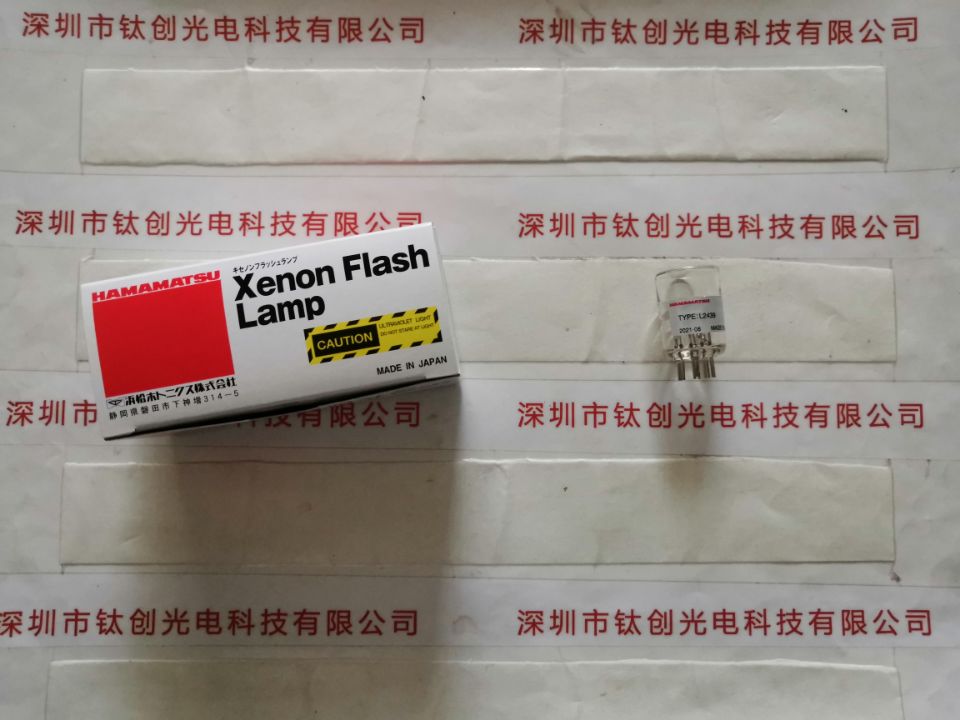 深圳市钛创光电科技有限公司
深圳市钛创光电科技有限公司
深圳市钛创光电科技有限公司
深圳市钛创光电科技有限公司
HAMAMATSU
キセノンフラッシュランプ
Xenon Flash
Lamp
CAUTION
ULTRAVIOLET LIGHT
DO NOT STARE AT LIGHT
MADE IN JAPAN
浜松ホトニクス株式会社
静岡県磐田市下神増314-5
HAMAMATSU
TYPE:L2439
2021-05
MADE
深圳市
有限公司
深圳市钛创光电科技有限公司
深圳市钛创光电科技有限公司
深圳市钛创光电科技有限公司